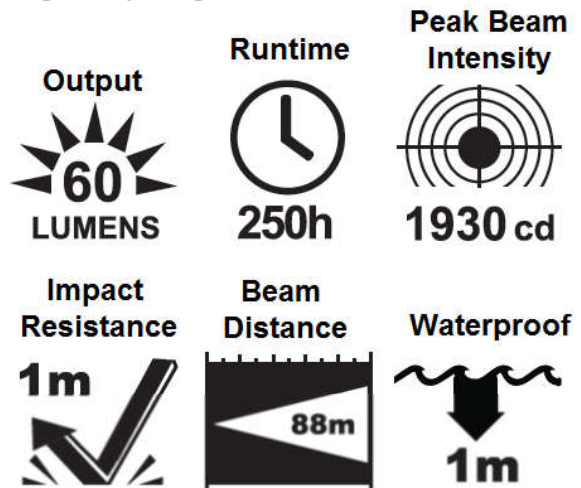 Output
60
LUMENS
Runtime
250h
Peak Beam
Intensity
1930 cd
Impact
Resistance
1m
Beam
Distance
88m
Waterproof
1m